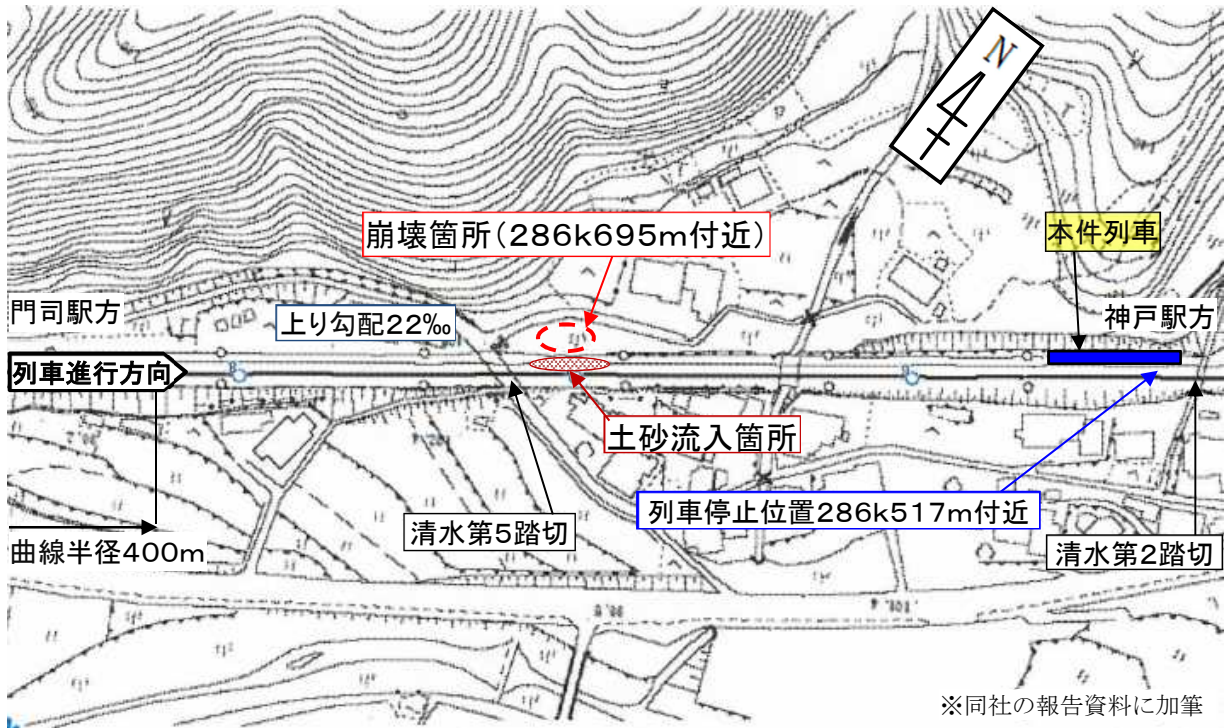 N
崩壊箇所(286k695m付近)
本件列車
門司駅方
上り勾配22‰
神戸駅方
列車進行方向
土砂流入箇所
列車停止位置286k517m付近
清水第5踏切
曲線半径400m
清水第2踏切
※同社の報告資料に加筆